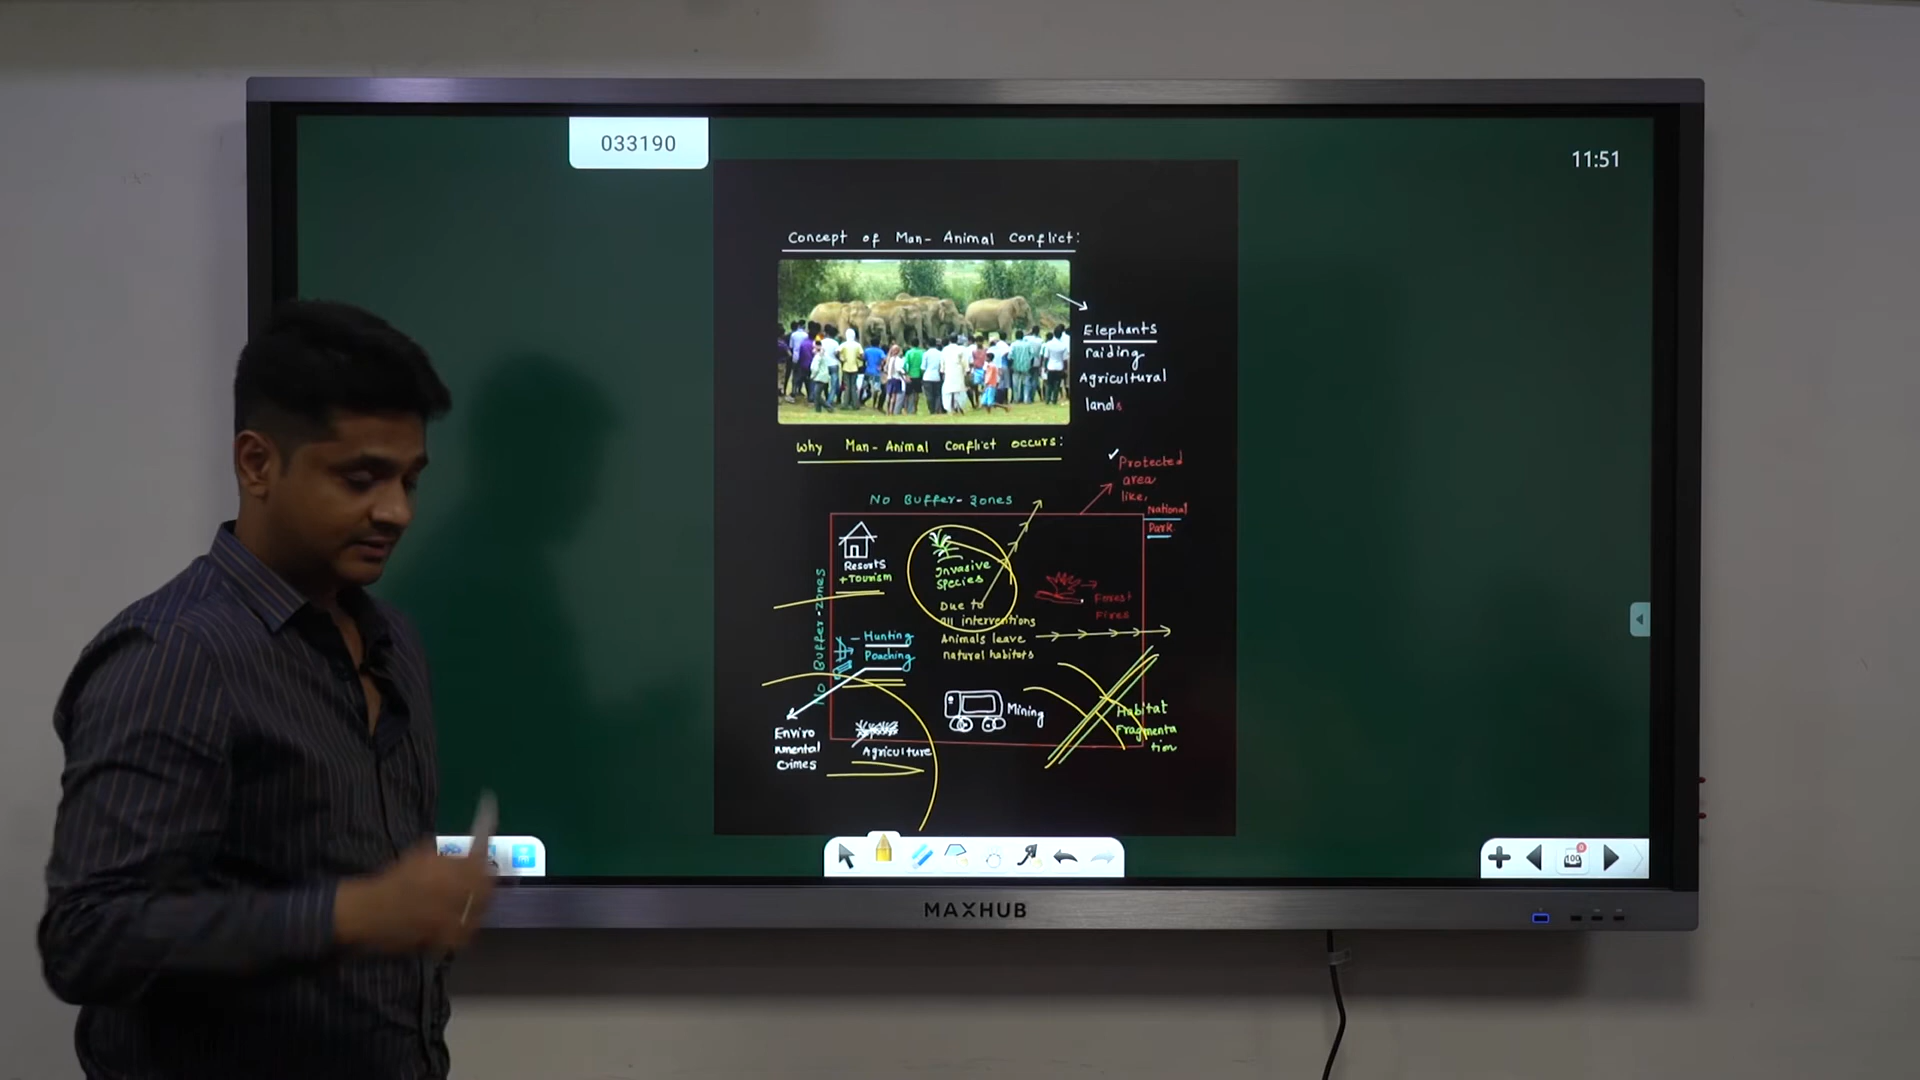 033190
11:51
Concept of Man- Animal Conflict:
Elephants
raiding
Agricultural
lands
Why Man- Animal Conflict occurs:
Protected
area
like,
National
Park
No Buffer-zones
No Buffer-zones
Resorts
+Tourism
Invasive
Species
Forest
Fires
Due to
all interventions
Animals leave
natural habitats
Hunting
Poaching
Enviro
nmental
Crimes
Agriculture
Mining
Habitat
Fragmenta
tion
100
MAXHUB